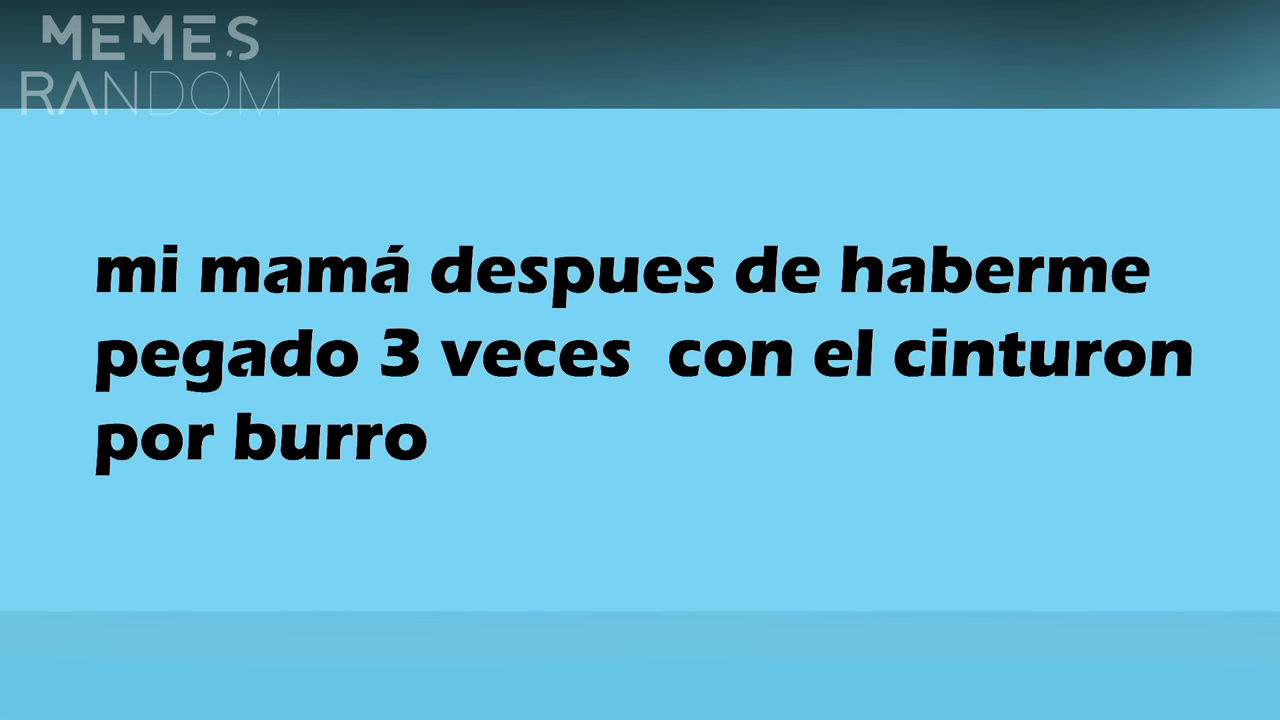 MEMES
RANDOM
mi mamá despues de haberme
pegado 3 veces con el cinturon
por burro